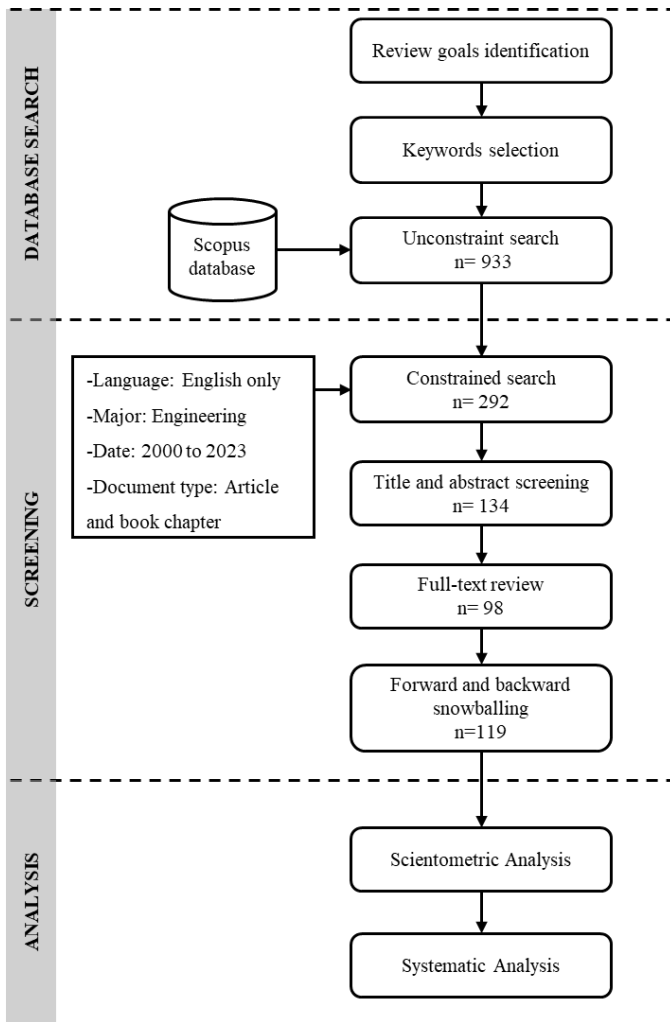 DATABASE SEARCH
Review goals identification
Keywords selection
Scopus
database
Unconstraint search
n= 933
SCREENING
-Language: English only
-Major: Engineering
-Date: 2000 to 2023
-Document type: Article
and book chapter
Constrained search
n= 292
Title and abstract screening
n= 134
Full-text review
n= 98
Forward and backward
snowballing
n=119
ANALYSIS
Scientometric Analysis
Systematic Analysis